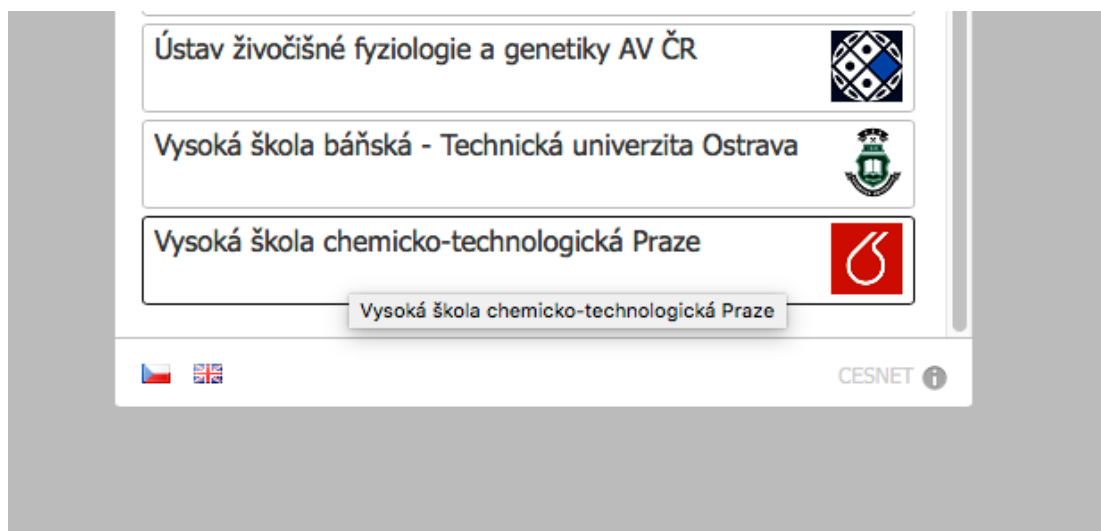 Ústav živočišné fyziologie a genetiky AV ČR
Vysoká škola báňská - Technická univerzita Ostrava
Vysoká škola chemicko-technologická Praze
Vysoká škola chemicko-technologická Praze
CESNET